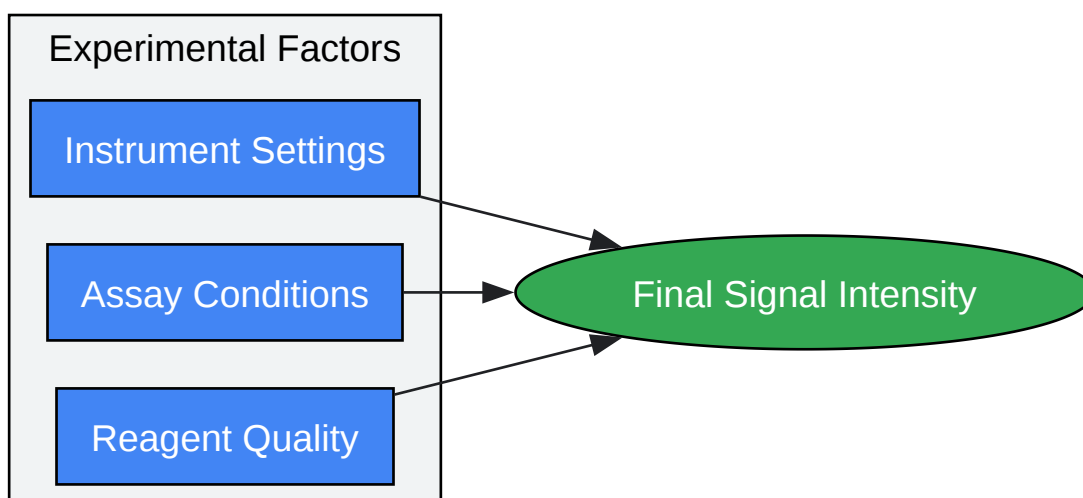 Experimental Factors
Instrument Settings
Assay Conditions
Final Signal Intensity
Reagent Quality